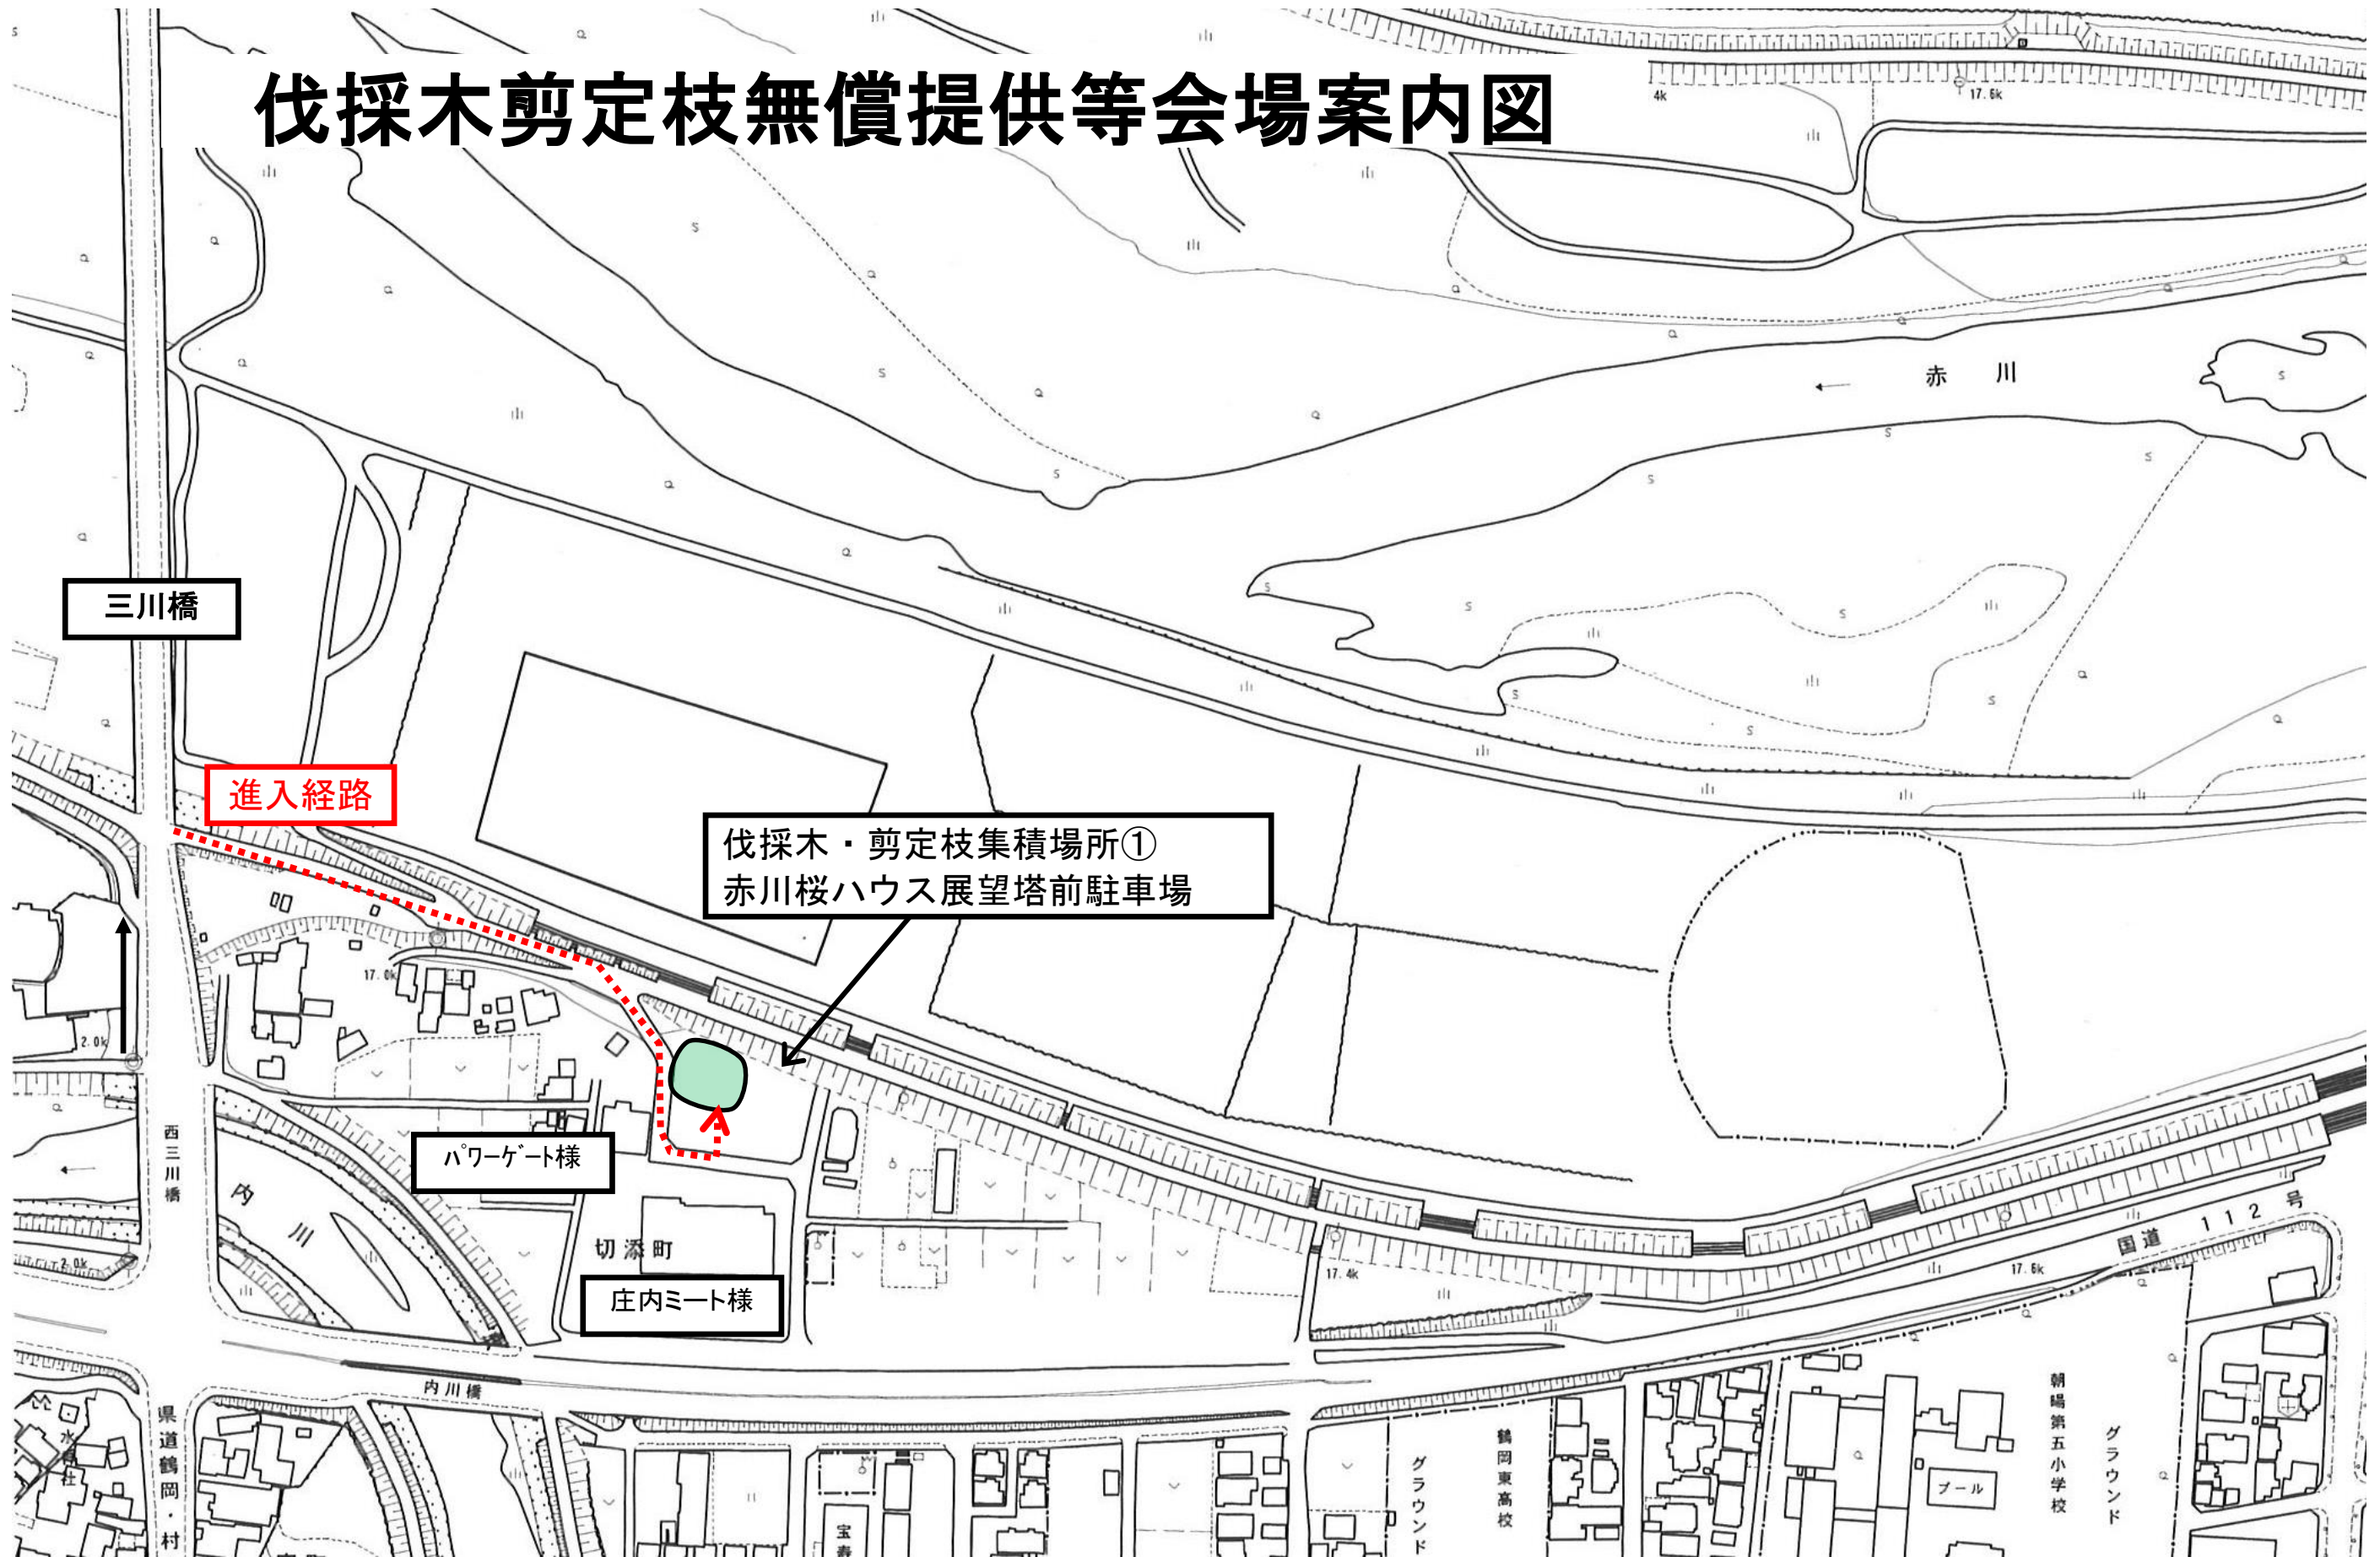 伐採木剪定枝無償提供等会場案内図
4k
17.6k
赤 川
三川橋
進入経路
伐採木・剪定枝集積場所①
赤川桜ハウス展望塔前駐車場
17.0k
2.0k
西三川橋
パワーゲート様
内 川
切添町
庄内ミート様
17.4k
国道 112 号
17.6k
2.0k
内川橋
県道鶴岡・村
グラウンド
鶴岡東高校
プール
朝暘第五小学校
グラウンド